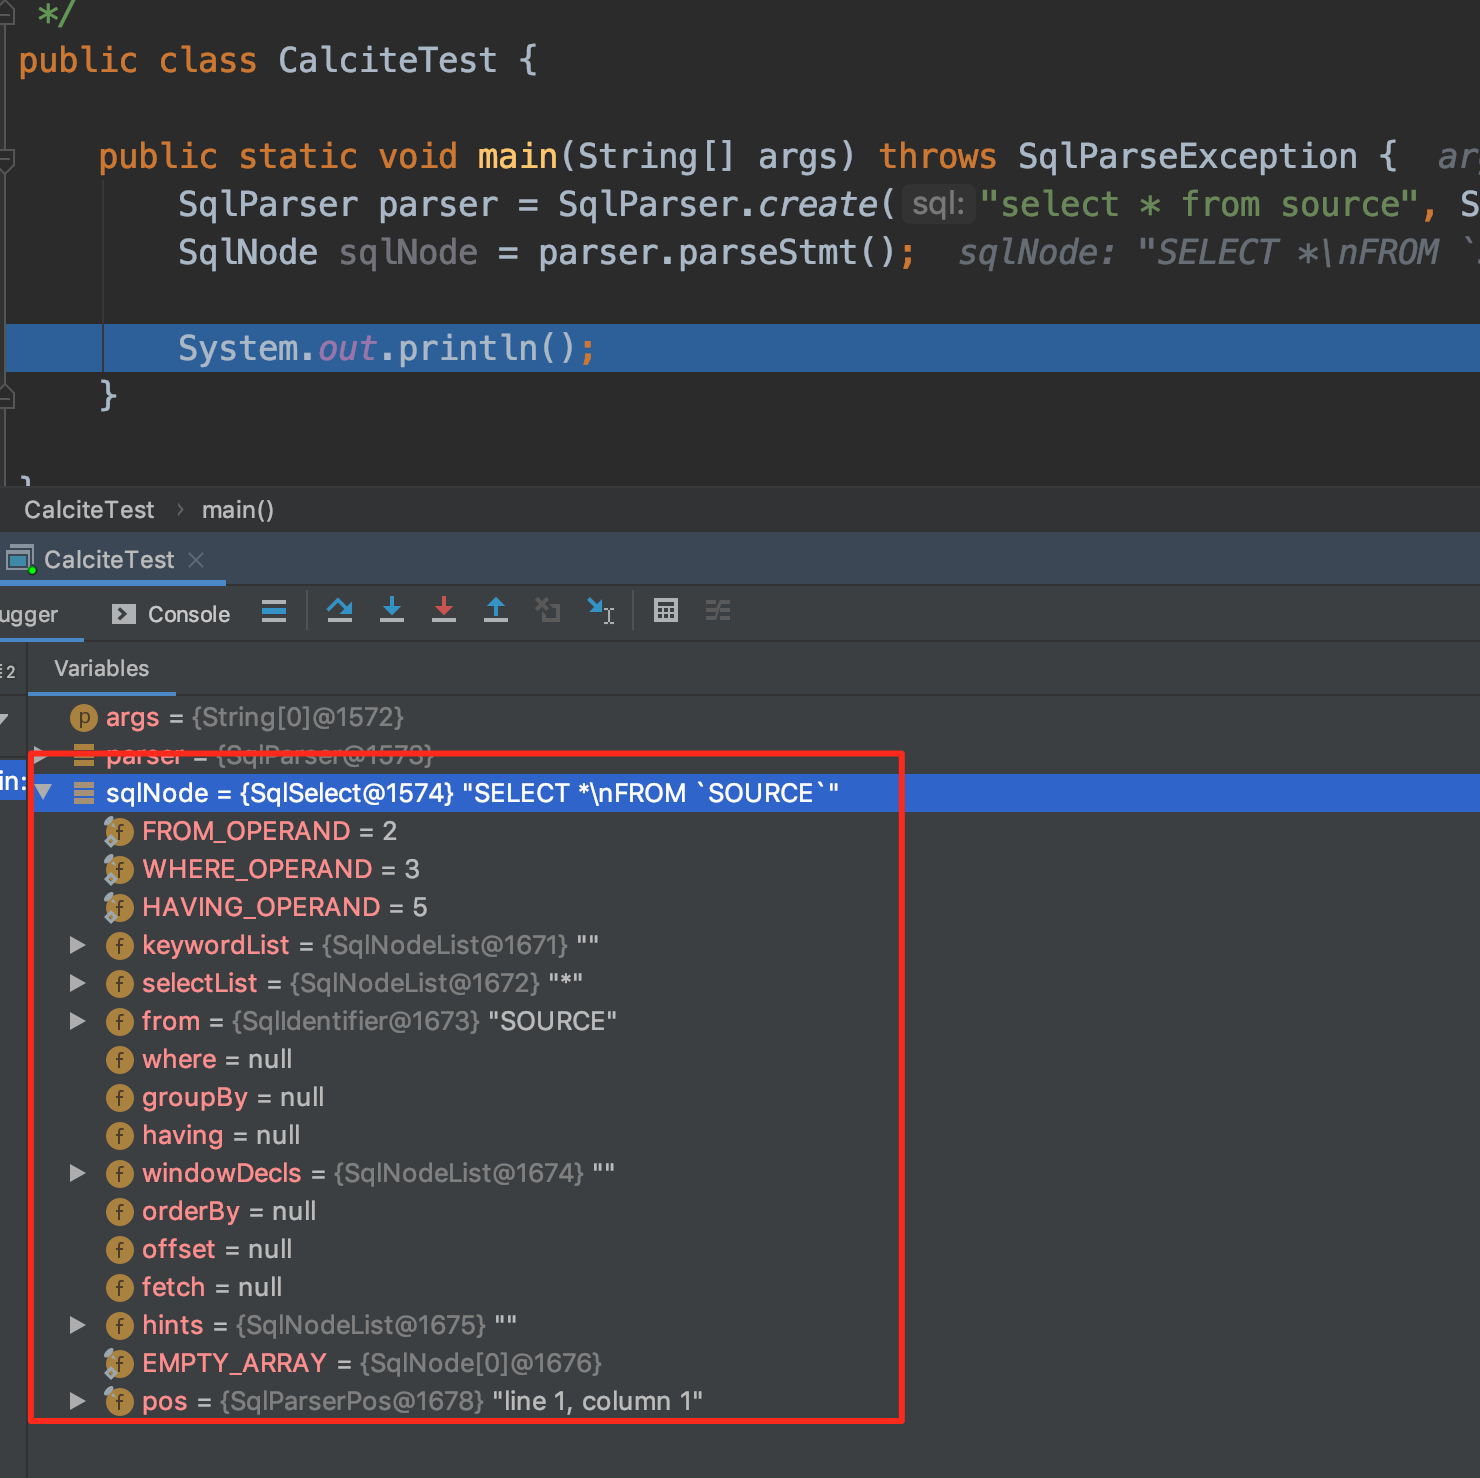 */
public class CalciteTest {
public static void main(String[] args) throws SqlParseException {
SqlParser parser = SqlParser.create( sql: "select * from source", S
SqlNode sqlNode = parser.parseStmt(); sqlNode: "SELECT *\nFROM `
System.out.println();
}
}
CalciteTest › main()
CalciteTest ×
ugger Console
2 Variables
args = {String[0]@1572}
parser = {SqlParser@1573}
in: sqlNode = {SqlSelect@1574} "SELECT *\nFROM `SOURCE`"
FROM_OPERAND = 2
WHERE_OPERAND = 3
HAVING_OPERAND = 5
keywordList = {SqlNodeList@1671} ""
selectList = {SqlNodeList@1672} "*"
from = {SqlIdentifier@1673} "SOURCE"
where = null
groupBy = null
having = null
windowDecls = {SqlNodeList@1674} ""
orderBy = null
offset = null
fetch = null
hints = {SqlNodeList@1675} ""
EMPTY_ARRAY = {SqlNode[0]@1676}
pos = {SqlParserPos@1678} "line 1, column 1"